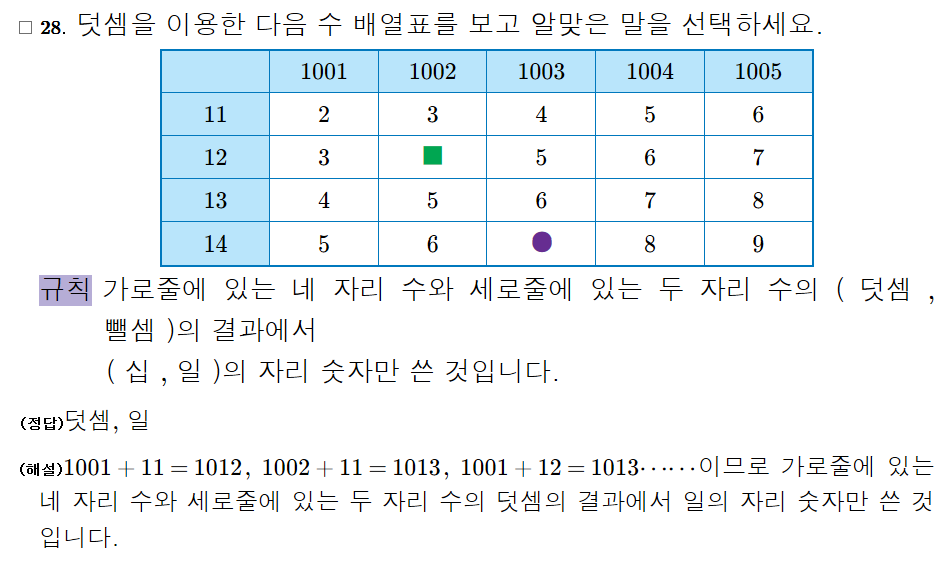 □ 28. 덧셈을 이용한 다음 수 배열표를 보고 알맞은 말을 선택하세요.
1001 1002 1003 1004 1005
11 2 3 4 5 6
12 3 ■ 5 6 7
13 4 5 6 7 8
14 5 6 ● 8 9
규칙 가로줄에 있는 네 자리 수와 세로줄에 있는 두 자리 수의 ( 덧셈 ,
뺄셈 )의 결과에서
( 십 , 일 )의 자리 숫자만 쓴 것입니다.
(정답)덧셈, 일
(해설)1001 + 11 = 1012, 1002 + 11 = 1013, 1001 + 12 = 1013⋯⋯이므로 가로줄에 있는
네 자리 수와 세로줄에 있는 두 자리 수의 덧셈의 결과에서 일의 자리 숫자만 쓴 것
입니다.